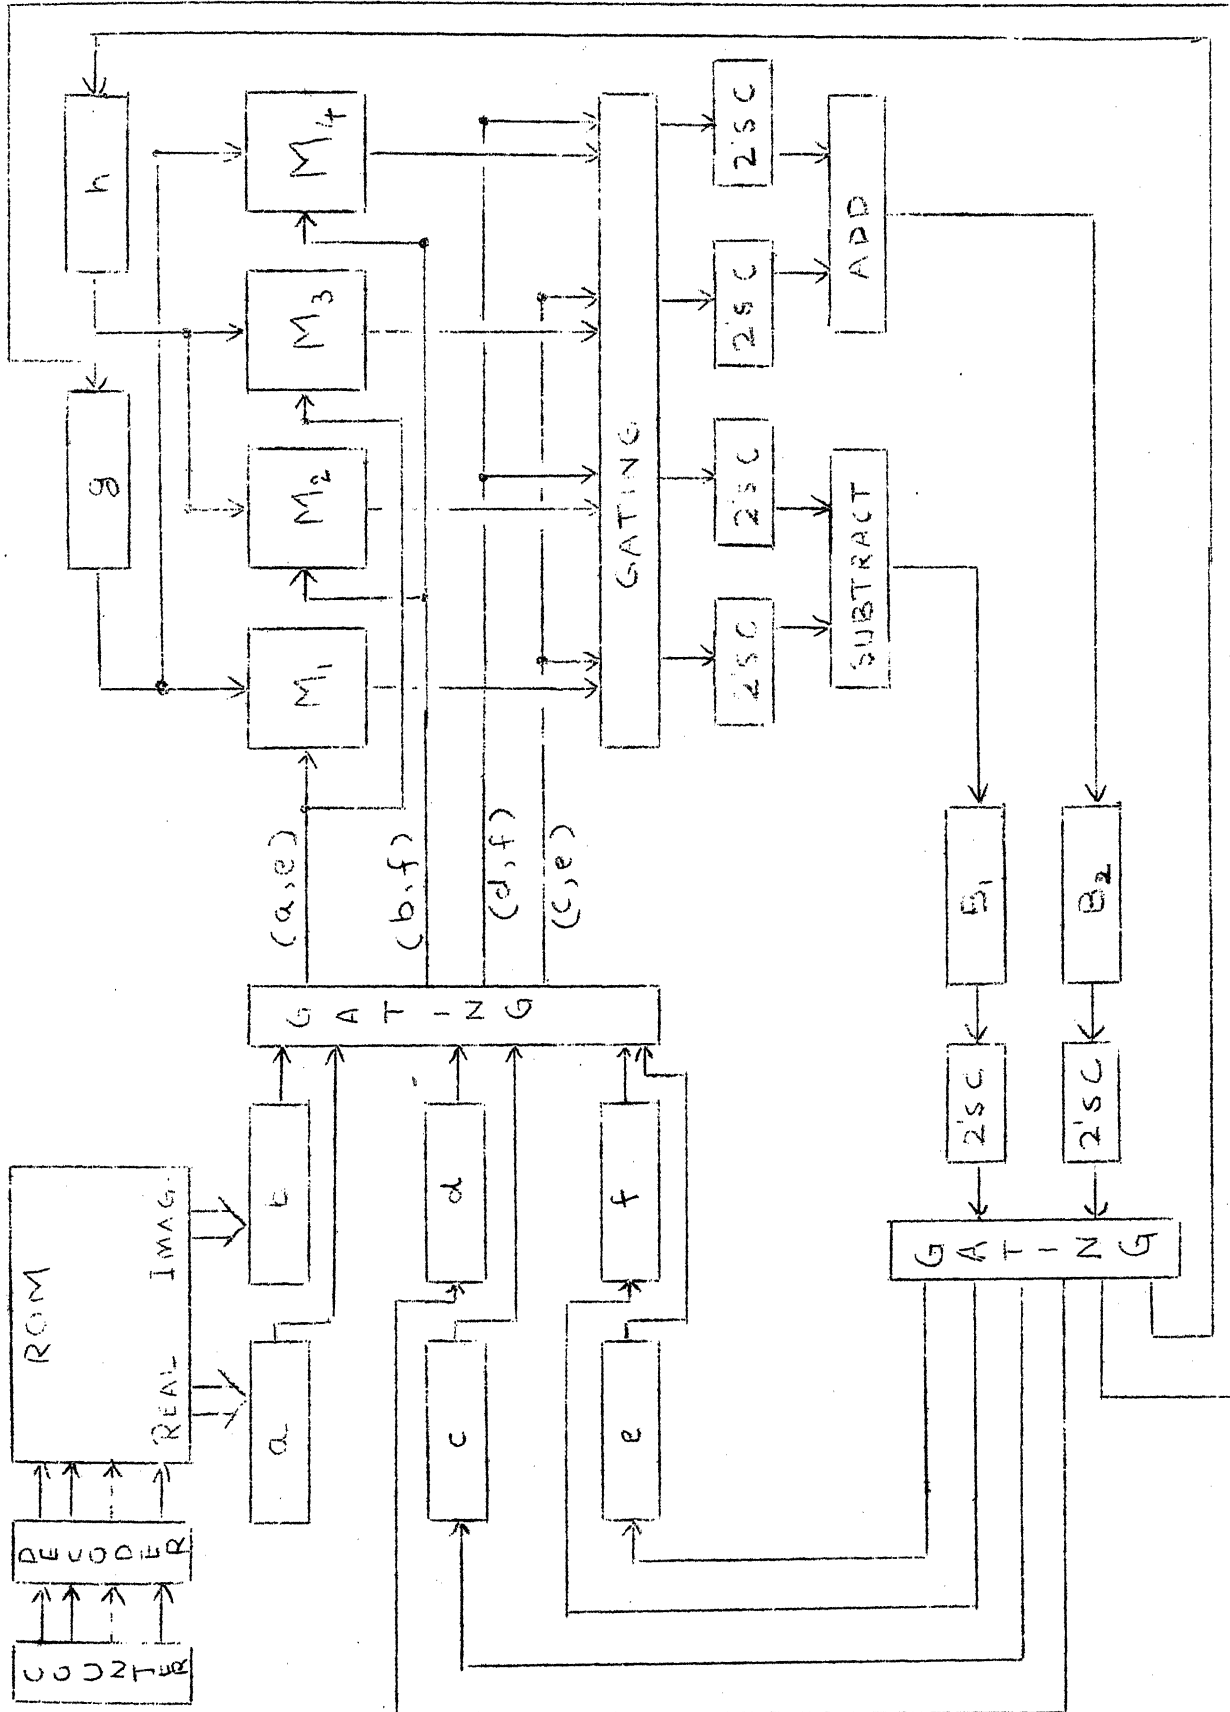 COUNTER
DECODER
ROM
REAL
IMAG.
a
b
c
d
e
f
GATING
(a,e)
(b,f)
(d,f)
(c,e)
g
h
M1
M2
M3
M4
GATING
2'SC
2'SC
2'SC
2'SC
SUBTRACT
ADD
B1
B2
2'SC
2'SC
GATING